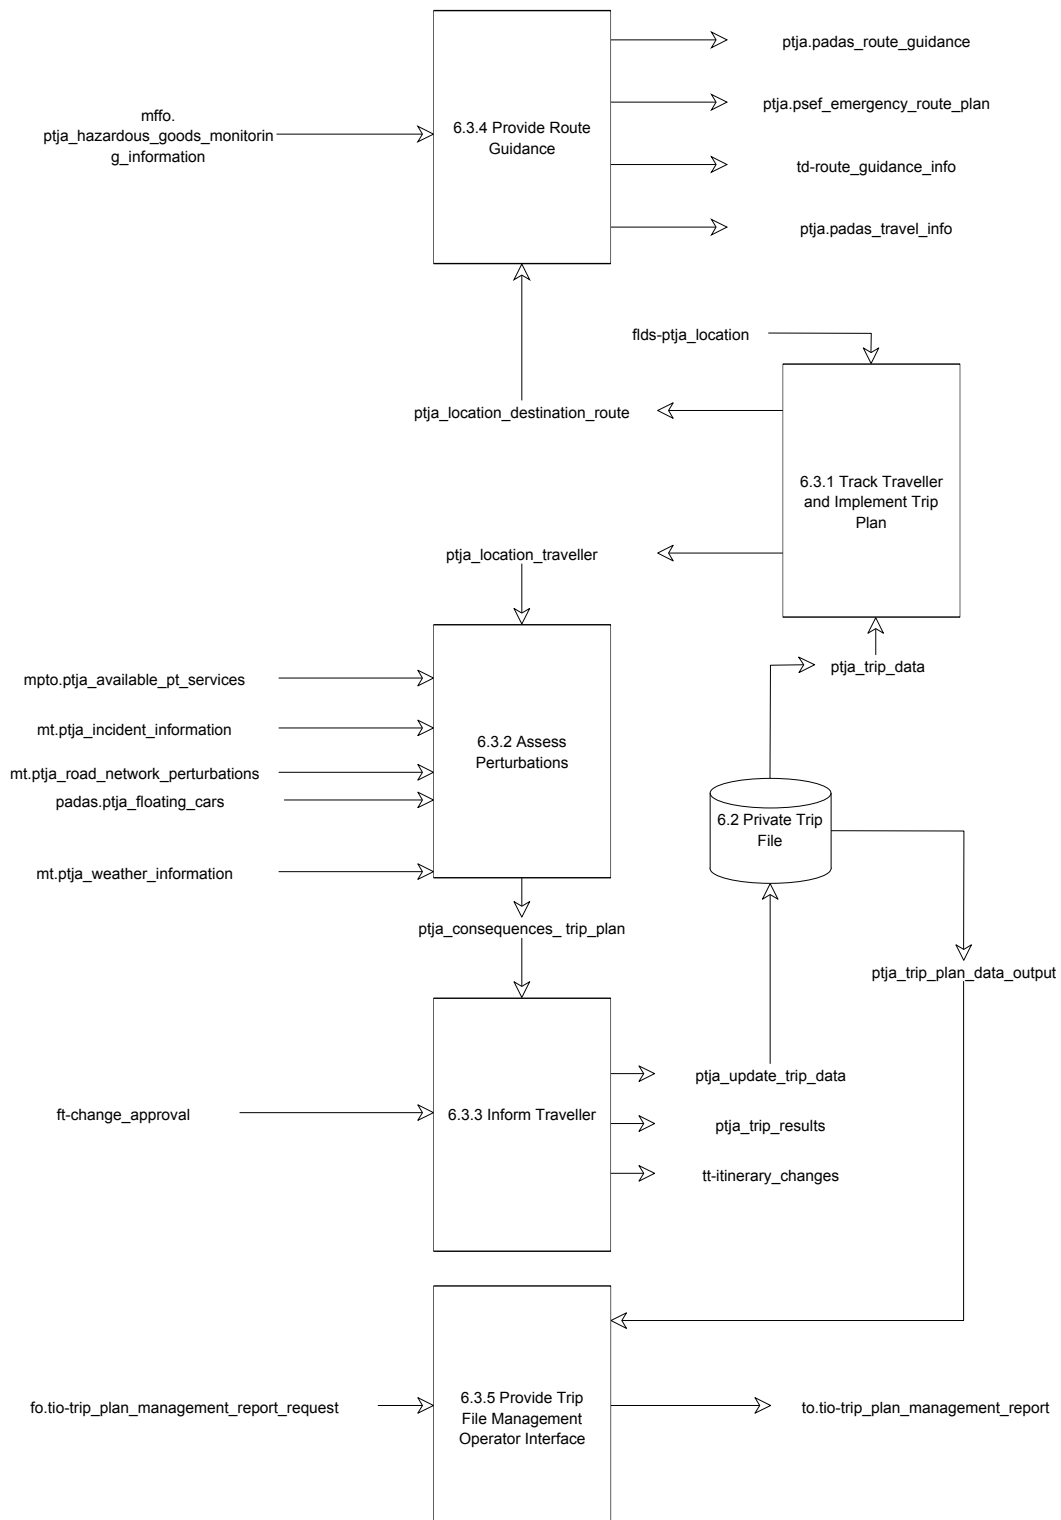 ptja.padas_route_guidance
ptja.psef_emergency_route_plan
mffo.
ptja_hazardous_goods_monitorin
g_information
6.3.4 Provide Route
Guidance
td-route_guidance_info
ptja.padas_travel_info
flds-ptja_location
ptja_location_destination_route
6.3.1 Track Traveller
and Implement Trip
Plan
ptja_location_traveller
ptja_trip_data
mpto.ptja_available_pt_services
mt.ptja_incident_information
6.3.2 Assess
Perturbations
mt.ptja_road_network_perturbations
padas.ptja_floating_cars
6.2 Private Trip
File
mt.ptja_weather_information
ptja_consequences_ trip_plan
ptja_trip_plan_data_output
ptja_update_trip_data
ft-change_approval
6.3.3 Inform Traveller
ptja_trip_results
tt-itinerary_changes
fo.tio-trip_plan_management_report_request
6.3.5 Provide Trip
File Management
Operator Interface
to.tio-trip_plan_management_report